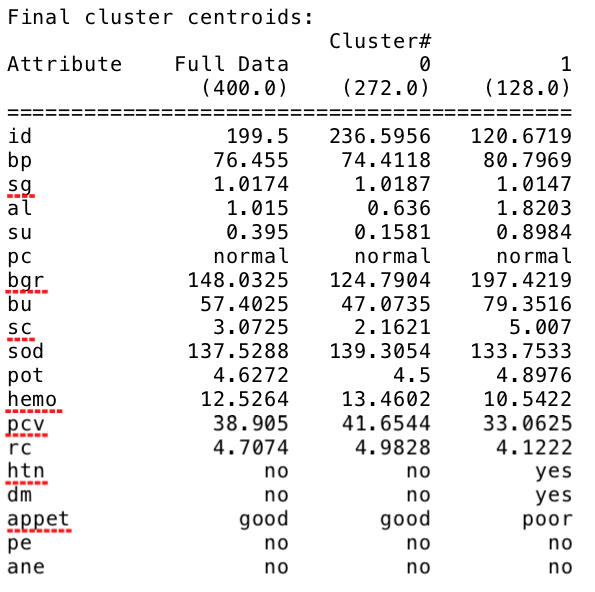 Final cluster centroids:
Cluster#
Attribute Full Data 0 1
(400.0) (272.0) (128.0)
============================================
id 199.5 236.5956 120.6719
bp 76.455 74.4118 80.7969
sg 1.0174 1.0187 1.0147
al 1.015 0.636 1.8203
su 0.395 0.1581 0.8984
pc normal normal normal
bgr 148.0325 124.7904 197.4219
bu 57.4025 47.0735 79.3516
sc 3.0725 2.1621 5.007
sod 137.5288 139.3054 133.7533
pot 4.6272 4.5 4.8976
hemo 12.5264 13.4602 10.5422
pcv 38.905 41.6544 33.0625
rc 4.7074 4.9828 4.1222
htn no no yes
dm no no yes
appet good good poor
pe no no no
ane no no no